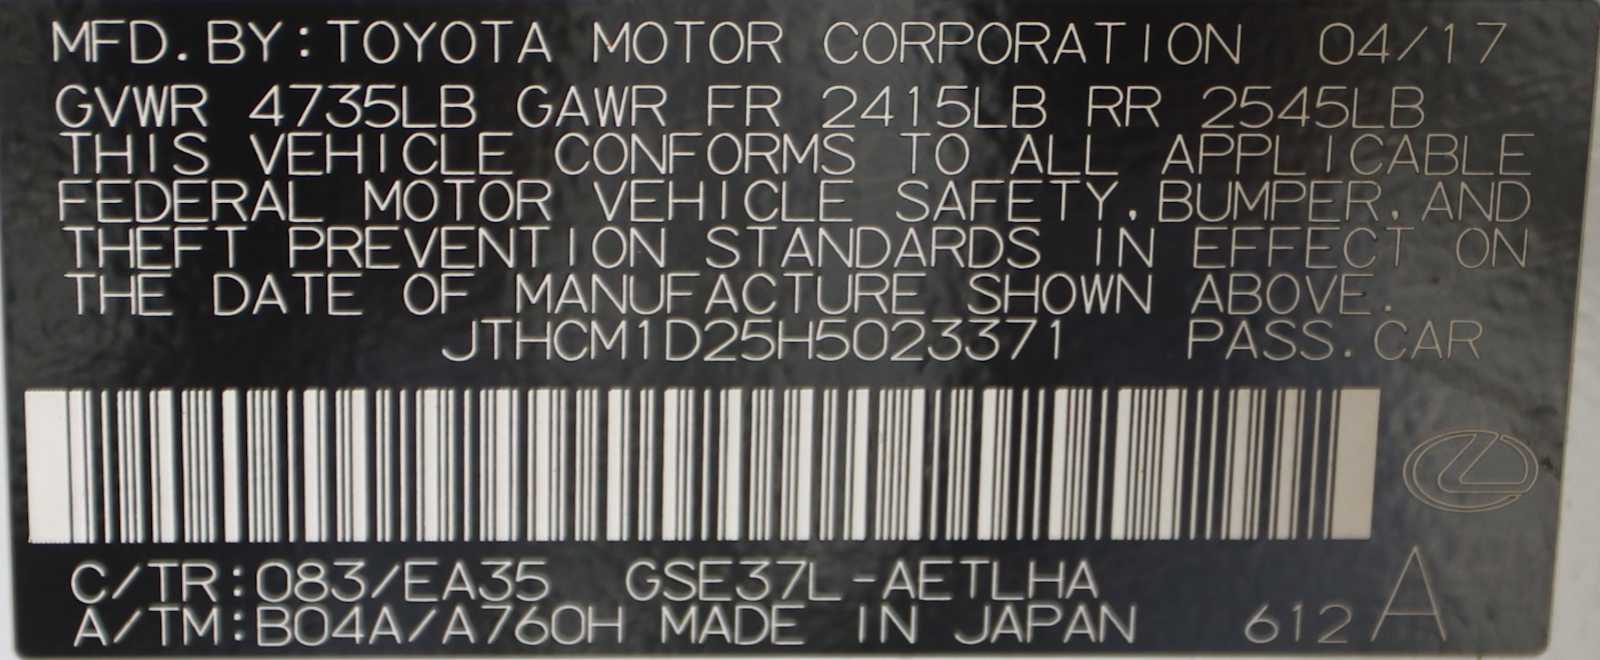 MFD. BY: TOYOTA MOTOR CORPORATION 04/17
GVWR 4735LB GAWR FR 2415LB RR 2545LB
THIS VEHICLE CONFORMS TO ALL APPLICABLE
FEDERAL MOTOR VEHICLE SAFETY, BUMPER, AND
THEFT PREVENTION STANDARDS IN EFFECT ON
THE DATE OF MANUFACTURE SHOWN ABOVE.
JTHCM1D25H5023371 PASS. CAR
C/TR: 083/EA35 GSE37L-AETLHA
A/TM: B04A/A760H MADE IN JAPAN 612 A